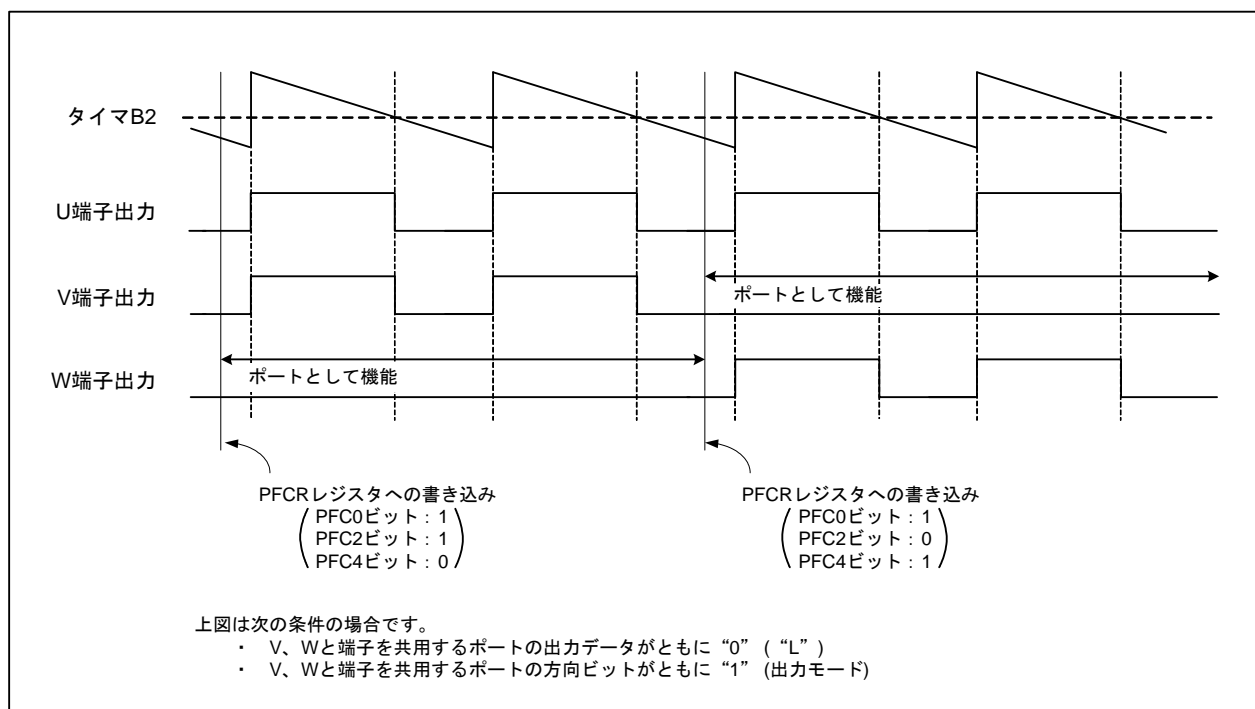 タイマB2
U端子出力
V端子出力
ポートとして機能
W端子出力
ポートとして機能
PFCRレジスタへの書き込み
PFC0ビット：1
PFC2ビット：1
PFC4ビット：0
PFCRレジスタへの書き込み
PFC0ビット：1
PFC2ビット：0
PFC4ビット：1
上図は次の条件の場合です。
・ V、Wと端子を共用するポートの出力データがともに “0” ( “L” )
・ V、Wと端子を共用するポートの方向ビットがともに “1” (出力モード)